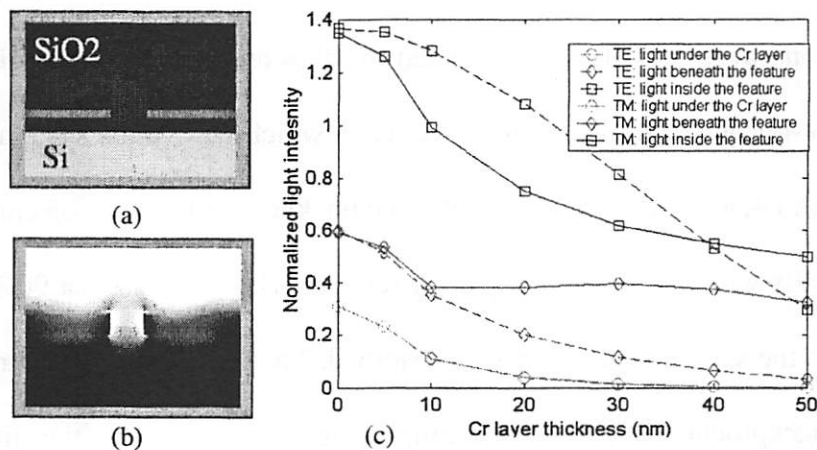 SiO2
Si
(a)
(b)
Normalized light intesnity
1.4
1.2
1
0.8
0.6
0.4
0.2
0
0
10
20
30
40
50
TE: light under the Cr layer
TE: light beneath the feature
TE: light inside the feature
TM: light under the Cr layer
TM: light beneath the feature
TM: light inside the feature
(c)
Cr layer thickness (nm)